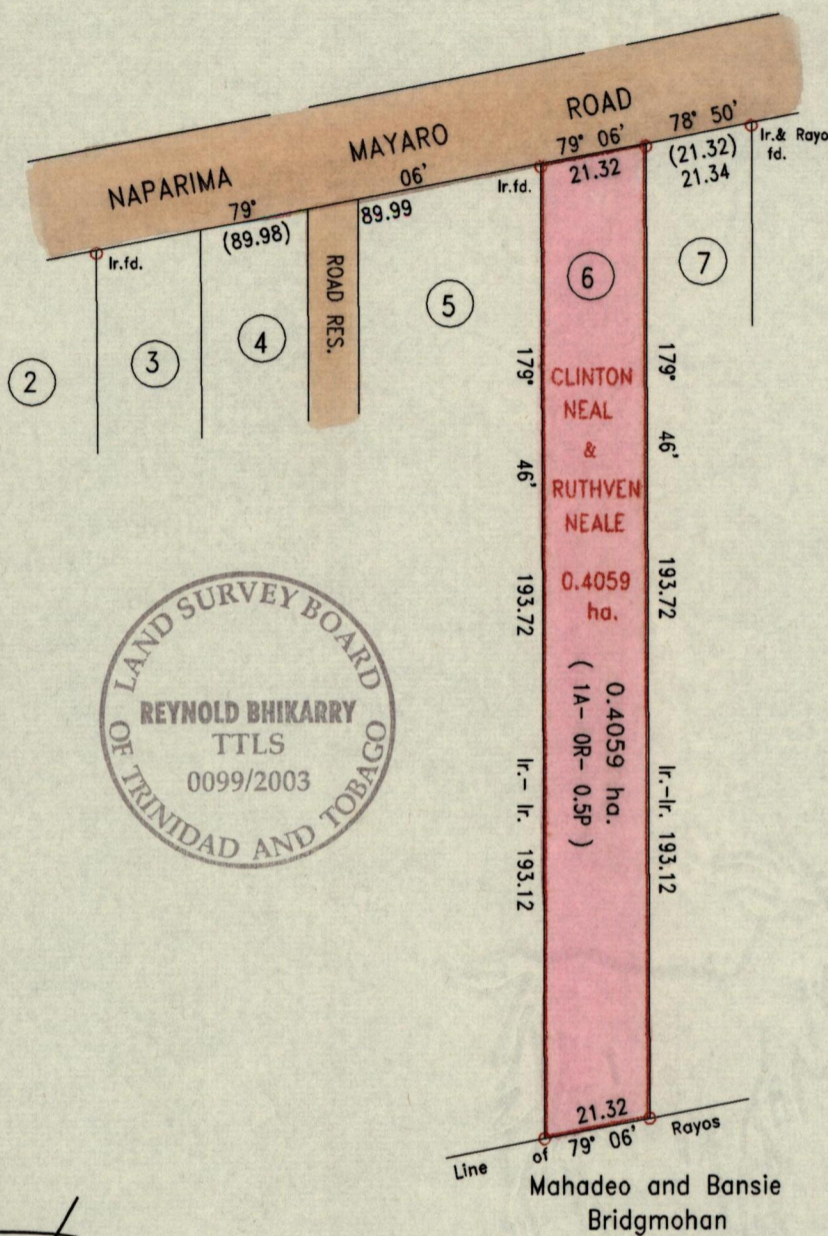 NAPARIMA MAYARO ROAD
79° 06'
(89.98) 89.99
79° 06'
21.32
78° 50'
(21.32)
21.34
Ir.fd.
Ir.fd.
Ir.& Rayo
fd.
ROAD RES.
2
3
4
5
6
7
179° 46' 193.72 Ir.- Ir. 193.12
CLINTON
NEAL
&
RUTHVEN
NEALE
0.4059
ha.
0.4059 ha.
( 1A- 0R- 0.5P )
179° 46' 193.72 Ir.-Ir. 193.12
LAND SURVEY BOARD
OF TRINIDAD AND TOBAGO
REYNOLD BHIKARRY
TTLS
0099/2003
21.32
79° 06'
Line of Rayos
Mahadeo and Bansie
Bridgmohan